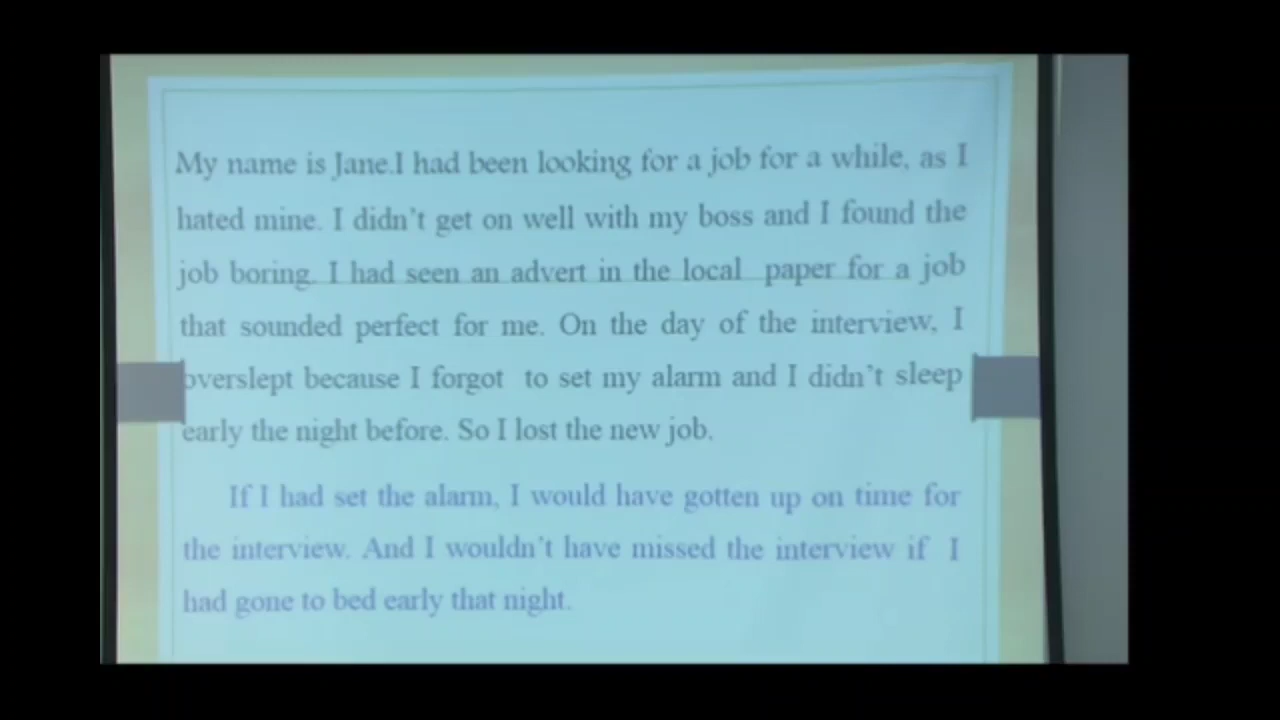 My name is Jane.I had been looking for a job for a while, as I
hated mine. I didn't get on well with my boss and I found the
job boring. I had seen an advert in the local paper for a job
that sounded perfect for me. On the day of the interview, I
overslept because I forgot to set my alarm and I didn't sleep
early the night before. So I lost the new job.
If I had set the alarm, I would have gotten up on time for
the interview. And I wouldn't have missed the interview if I
had gone to bed early that night.